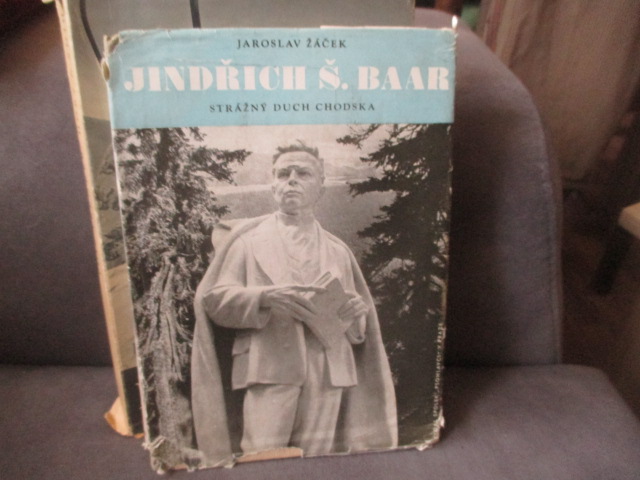 JAROSLAV ŽÁČEK
JINDŘICH Š. BAAR
STRÁŽNÝ DUCH CHODSKA